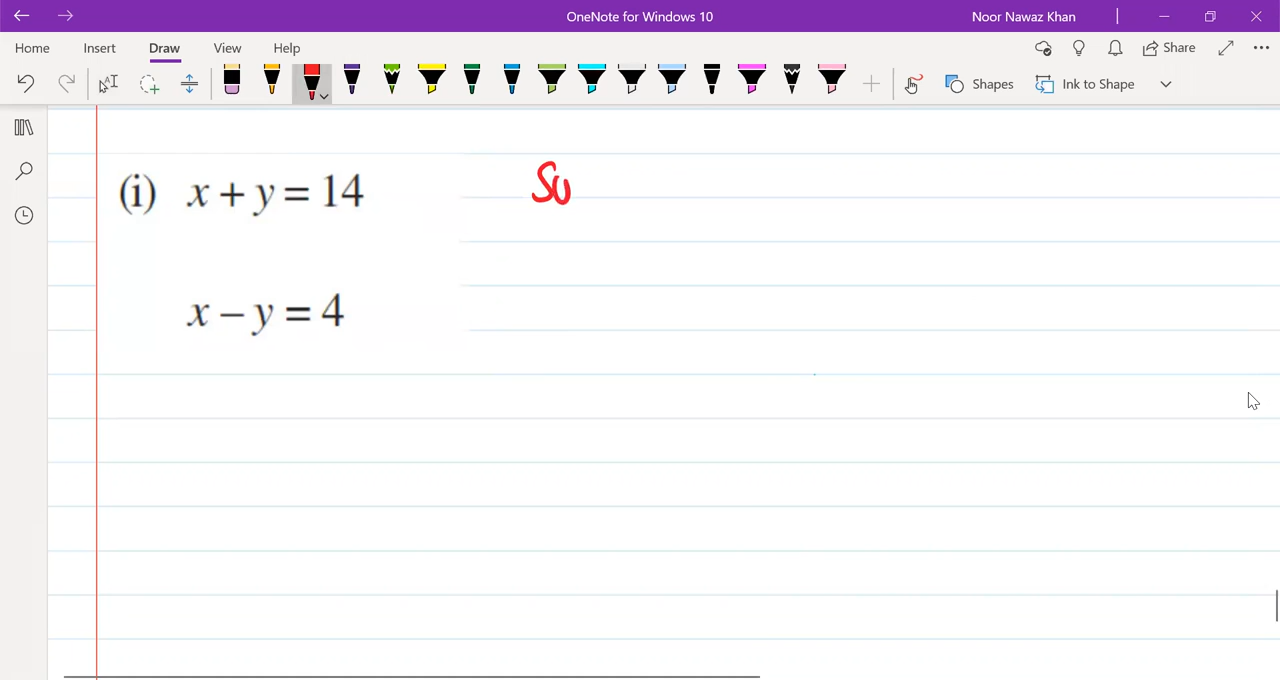 OneNote for Windows 10
Noor Nawaz Khan
Home Insert Draw View Help
Share
Shapes
Ink to Shape
(i) x + y = 14
Su
x − y = 4